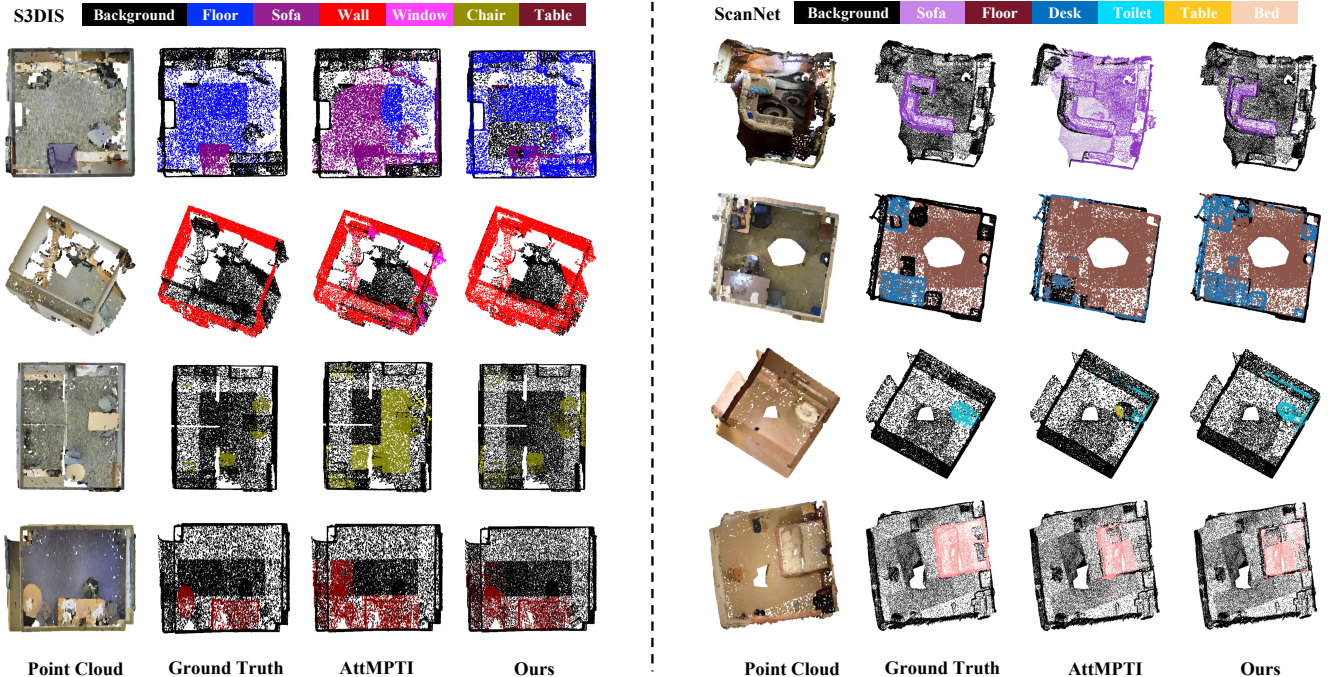 S3DIS Background Floor Sofa Wall Window Chair Table
ScanNet Background Sofa Floor Desk Toilet Table Bed
Point Cloud Ground Truth AttMPTI Ours
Point Cloud Ground Truth AttMPTI Ours